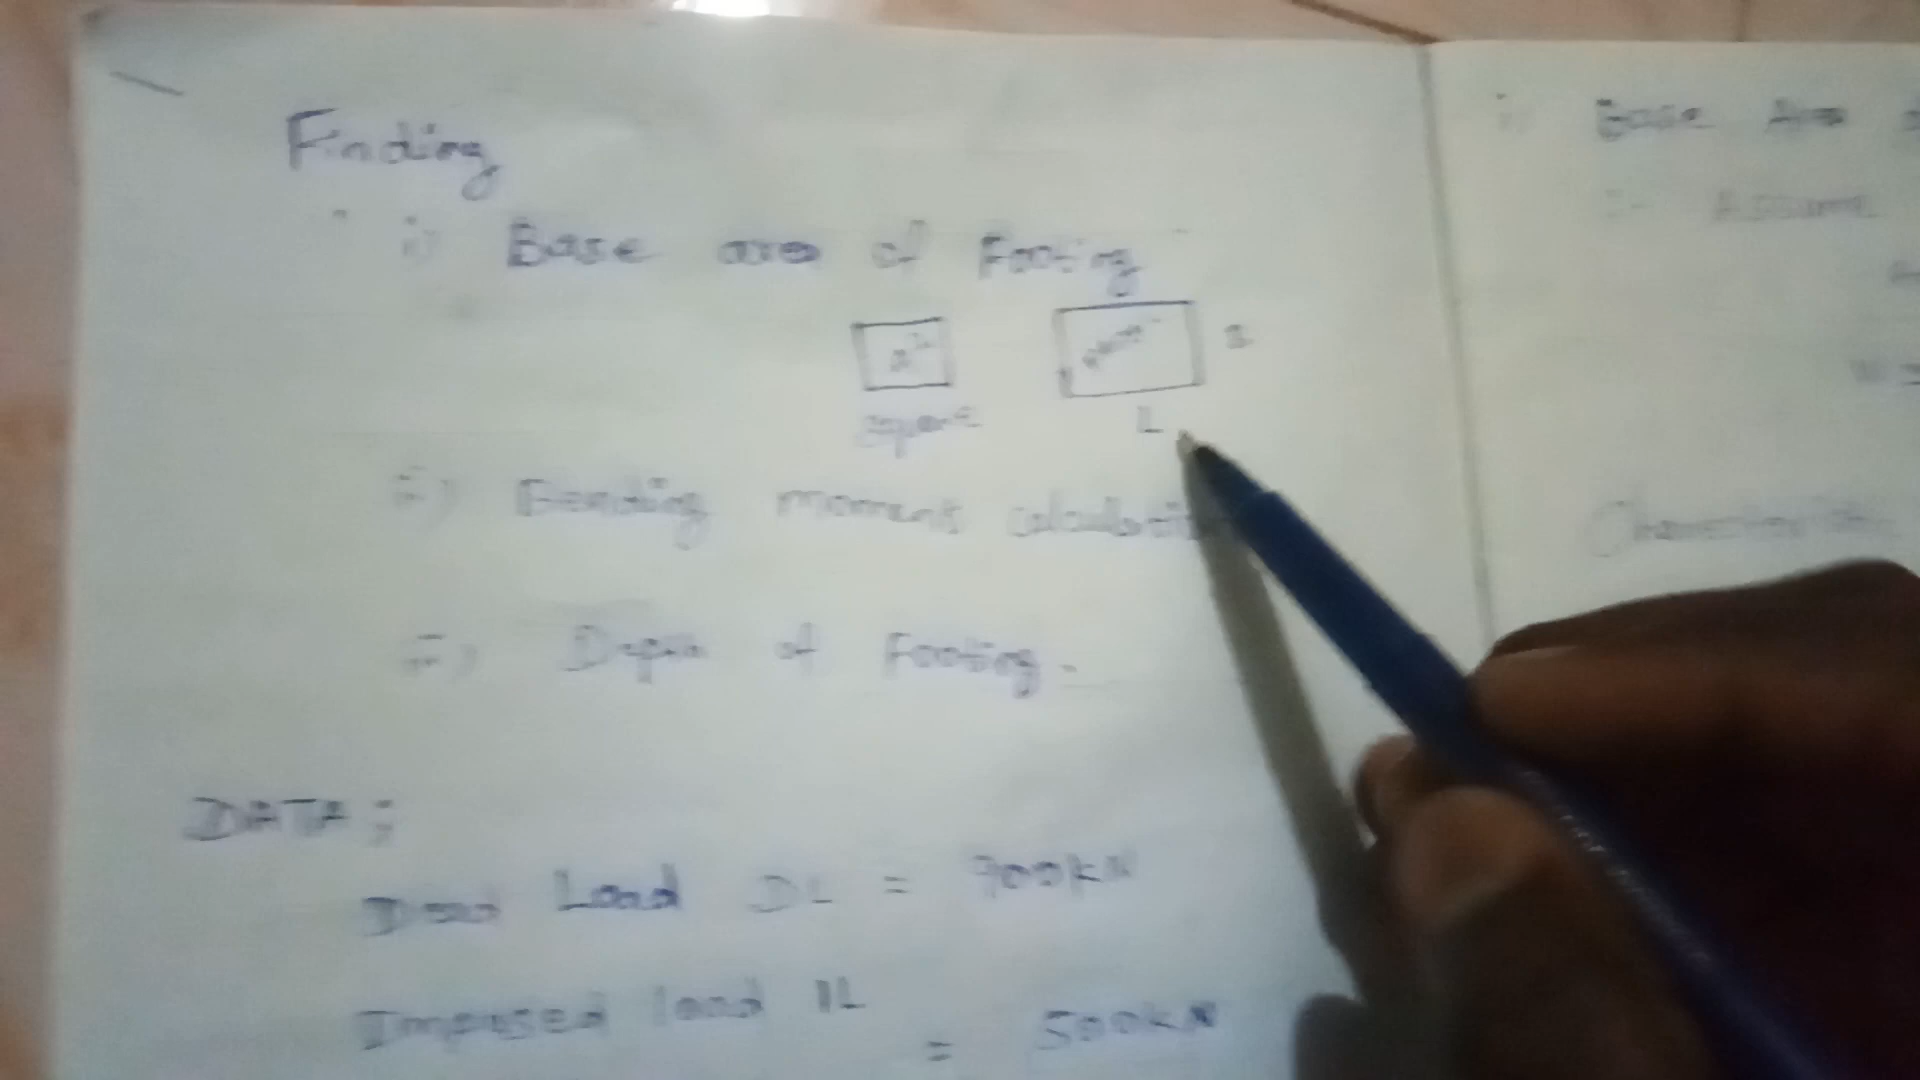 Finding
i) Base area of Footing
a²
square
L
ii) Bending moment calculation
iii) Depth of Footing.
DATA:
Dead Load DL = 900kN
Imposed load IL = 500kN
i) Base Area
:- Assume